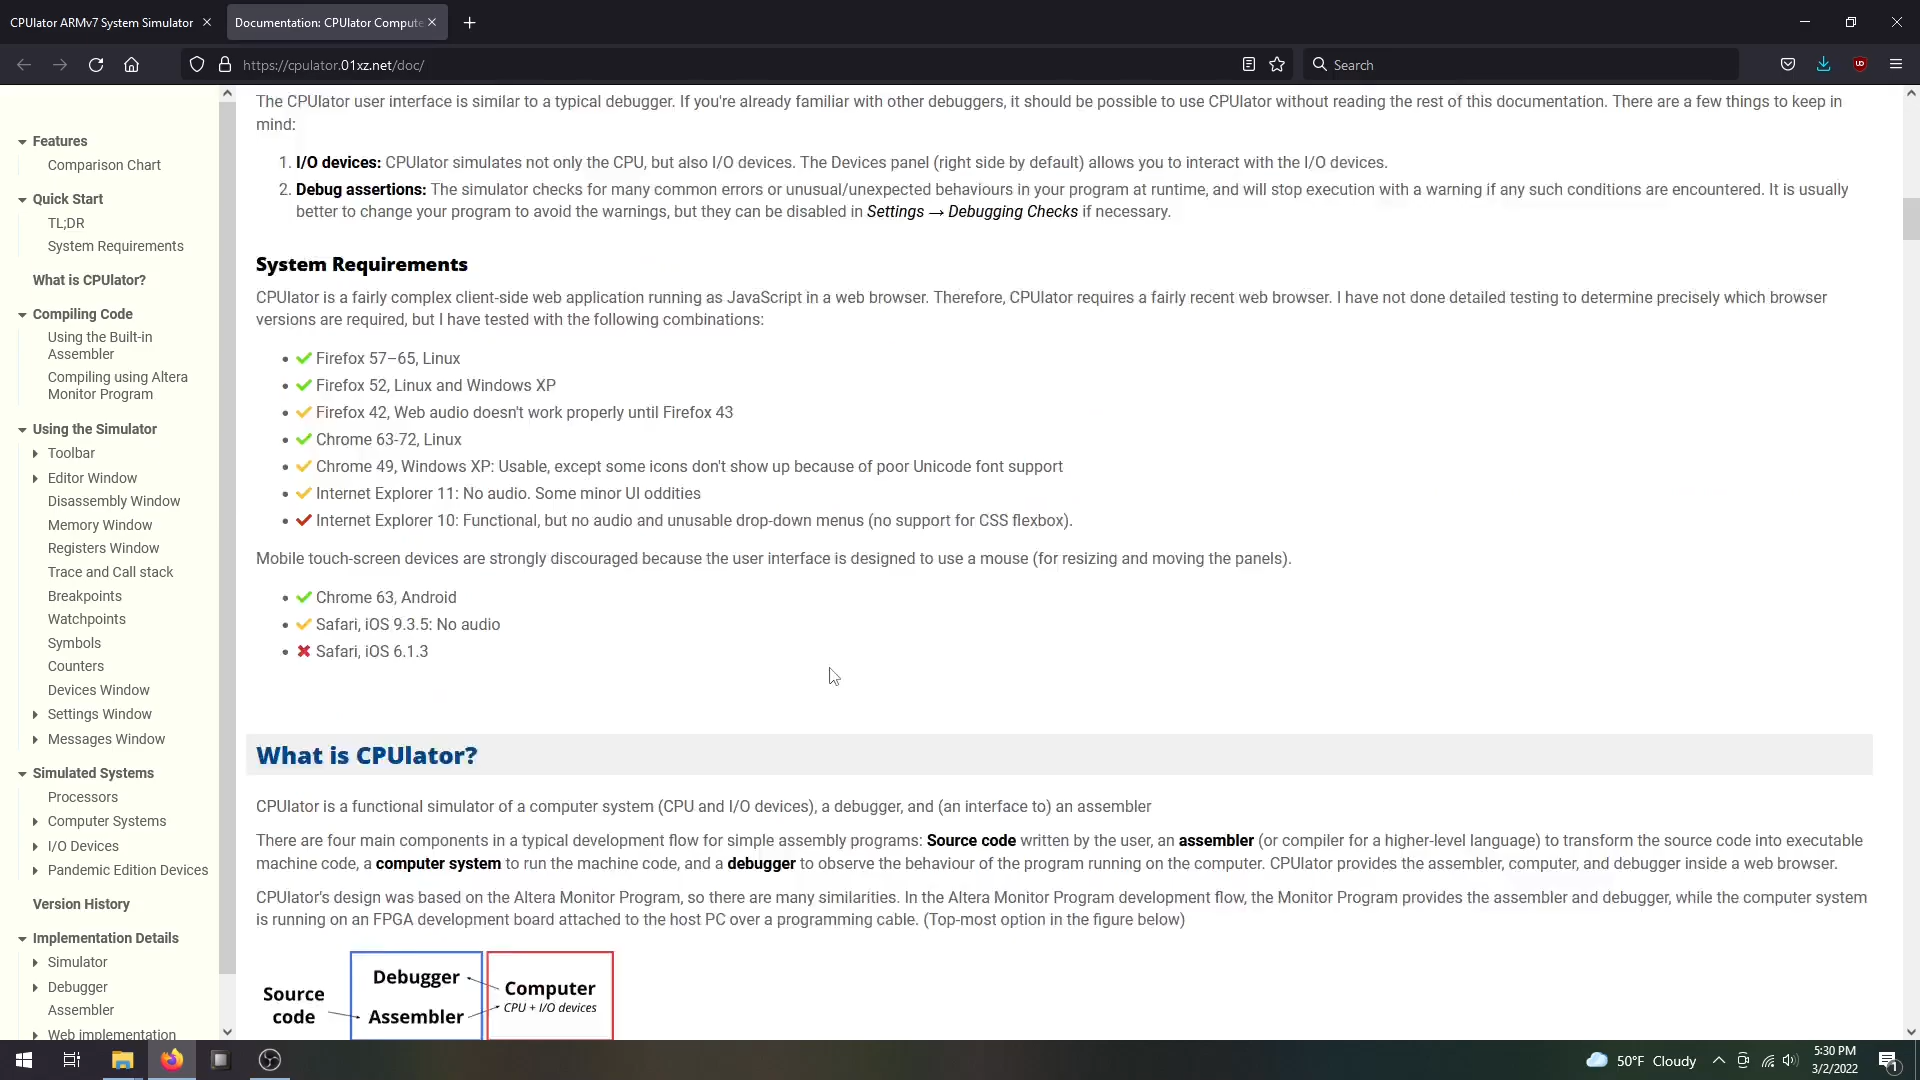 CPUlator ARMv7 System Simulator
Documentation: CPUlator Compute
https://cpulator.01xz.net/doc/
Search
Features
Comparison Chart
Quick Start
TL;DR
System Requirements
What is CPUlator?
Compiling Code
Using the Built-in
Assembler
Compiling using Altera
Monitor Program
Using the Simulator
Toolbar
Editor Window
Disassembly Window
Memory Window
Registers Window
Trace and Call stack
Breakpoints
Watchpoints
Symbols
Counters
Devices Window
Settings Window
Messages Window
Simulated Systems
Processors
Computer Systems
I/O Devices
Pandemic Edition Devices
Version History
Implementation Details
Simulator
Debugger
Assembler
Web implementation
The CPUlator user interface is similar to a typical debugger. If you're already familiar with other debuggers, it should be possible to use CPUlator without reading the rest of this documentation. There are a few things to keep in
mind:
1. I/O devices: CPUlator simulates not only the CPU, but also I/O devices. The Devices panel (right side by default) allows you to interact with the I/O devices.
2. Debug assertions: The simulator checks for many common errors or unusual/unexpected behaviours in your program at runtime, and will stop execution with a warning if any such conditions are encountered. It is usually
better to change your program to avoid the warnings, but they can be disabled in Settings → Debugging Checks if necessary.
System Requirements
CPUlator is a fairly complex client-side web application running as JavaScript in a web browser. Therefore, CPUlator requires a fairly recent web browser. I have not done detailed testing to determine precisely which browser
versions are required, but I have tested with the following combinations:
• ✔ Firefox 57–65, Linux
• ✔ Firefox 52, Linux and Windows XP
• ✔ Firefox 42, Web audio doesn't work properly until Firefox 43
• ✔ Chrome 63-72, Linux
• ✔ Chrome 49, Windows XP: Usable, except some icons don't show up because of poor Unicode font support
• ✔ Internet Explorer 11: No audio. Some minor UI oddities
• ✔ Internet Explorer 10: Functional, but no audio and unusable drop-down menus (no support for CSS flexbox).
Mobile touch-screen devices are strongly discouraged because the user interface is designed to use a mouse (for resizing and moving the panels).
• ✔ Chrome 63, Android
• ✔ Safari, iOS 9.3.5: No audio
• ✖ Safari, iOS 6.1.3
What is CPUlator?
CPUlator is a functional simulator of a computer system (CPU and I/O devices), a debugger, and (an interface to) an assembler
There are four main components in a typical development flow for simple assembly programs: Source code written by the user, an assembler (or compiler for a higher-level language) to transform the source code into executable
machine code, a computer system to run the machine code, and a debugger to observe the behaviour of the program running on the computer. CPUlator provides the assembler, computer, and debugger inside a web browser.
CPUlator's design was based on the Altera Monitor Program, so there are many similarities. In the Altera Monitor Program development flow, the Monitor Program provides the assembler and debugger, while the computer system
is running on an FPGA development board attached to the host PC over a programming cable. (Top-most option in the figure below)
Source
code
Debugger
Assembler
Computer
CPU + I/O devices
50°F Cloudy
5:30 PM
3/2/2022
1